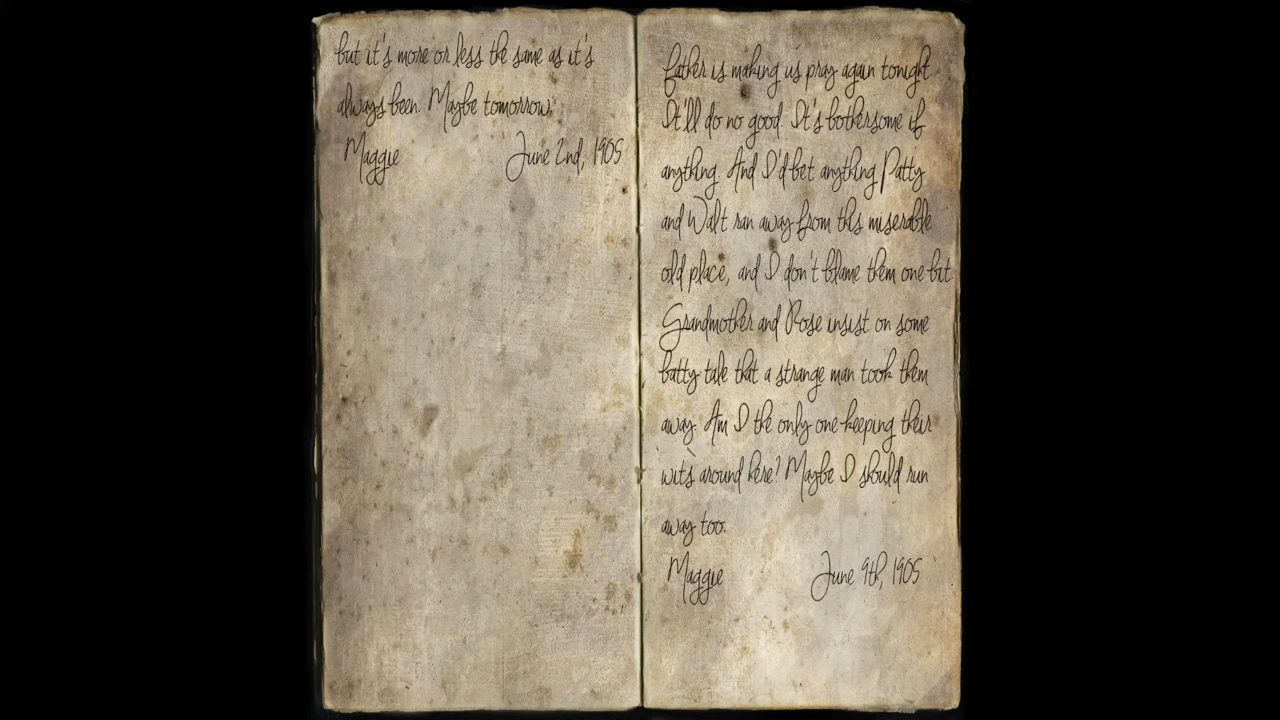 but it's more or less the same as it's
always been. Maybe tomorrow.
Maggie June 2nd, 1905
Father is making us pray again tonight.
It'll do no good. It's bothersome if
anything. And I'd bet anything Patty
and Walt ran away from this miserable
old place, and I don't blame them one bit.
Grandmother and Rose insist on some
batty tale that a strange man took them
away. Am I the only one keeping their
wits around here? Maybe I should run
away too.
Maggie June 9th, 1905